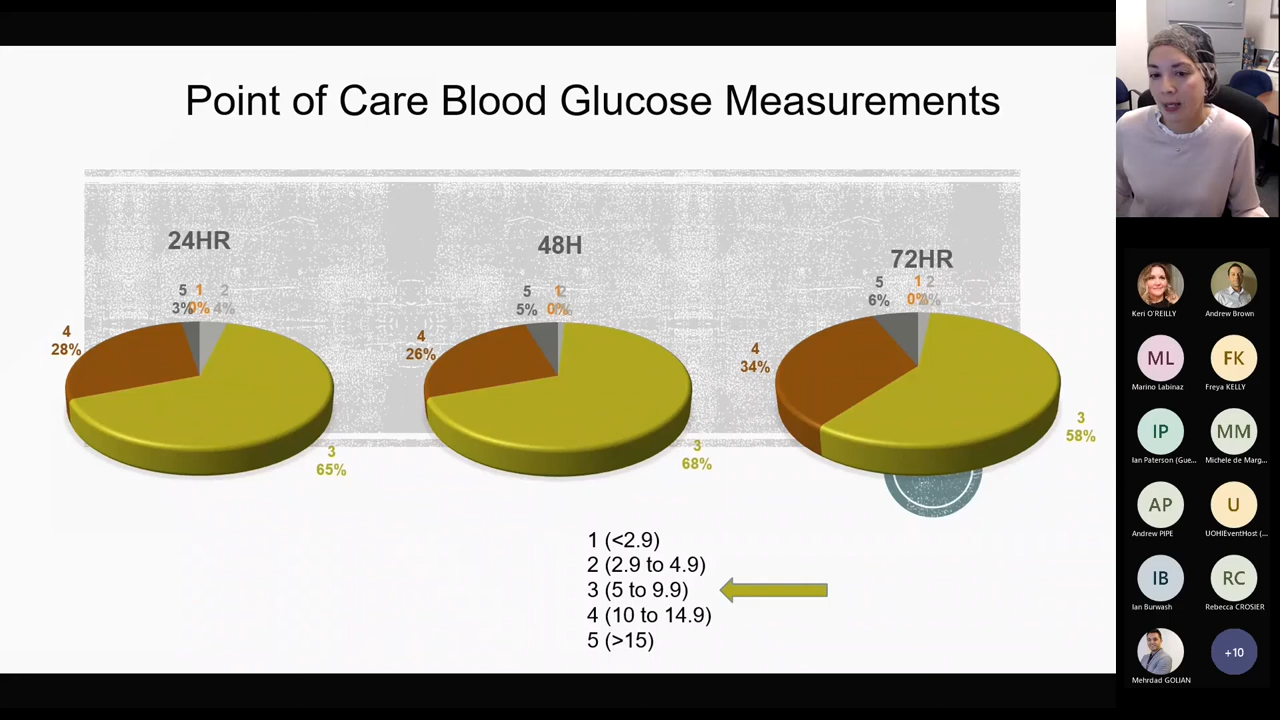 Point of Care Blood Glucose Measurements
24HR
5
3%
1
0%
2
4%
4
28%
3
65%
48H
5
5%
1
0%
2
4
26%
3
68%
72HR
5
6%
1
0%
2
4
34%
3
58%
1 (<2.9)
2 (2.9 to 4.9)
3 (5 to 9.9)
4 (10 to 14.9)
5 (>15)
Keri O'REILLY
Andrew Brown
ML
Marino Labinaz
FK
Freya KELLY
IP
Ian Paterson (Gue...
MM
Michele de Marg...
AP
Andrew PIPE
U
UOHIEventHost (...
IB
Ian Burwash
RC
Rebecca CROSIER
Mehrdad GOLIAN
+10